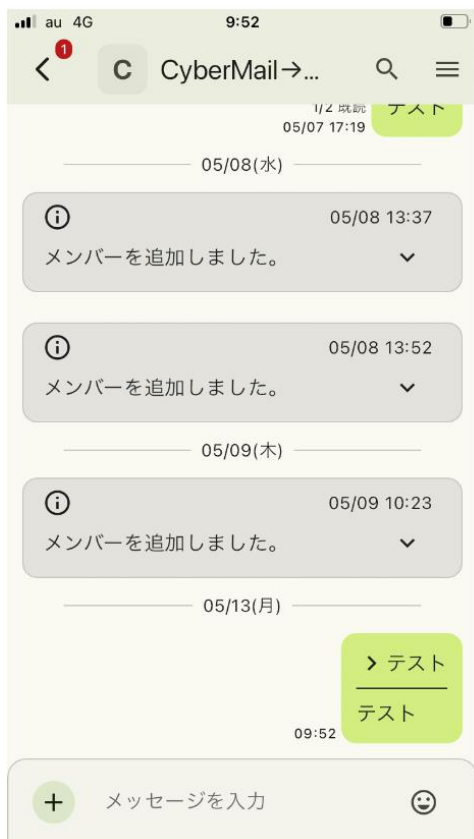 au 4G 9:52
1
C CyberMail→...
1/2 既読
テスト
05/07 17:19
05/08(水)
05/08 13:37
メンバーを追加しました。
05/08 13:52
メンバーを追加しました。
05/09(木)
05/09 10:23
メンバーを追加しました。
05/13(月)
> テスト
テスト
09:52
+ メッセージを入力